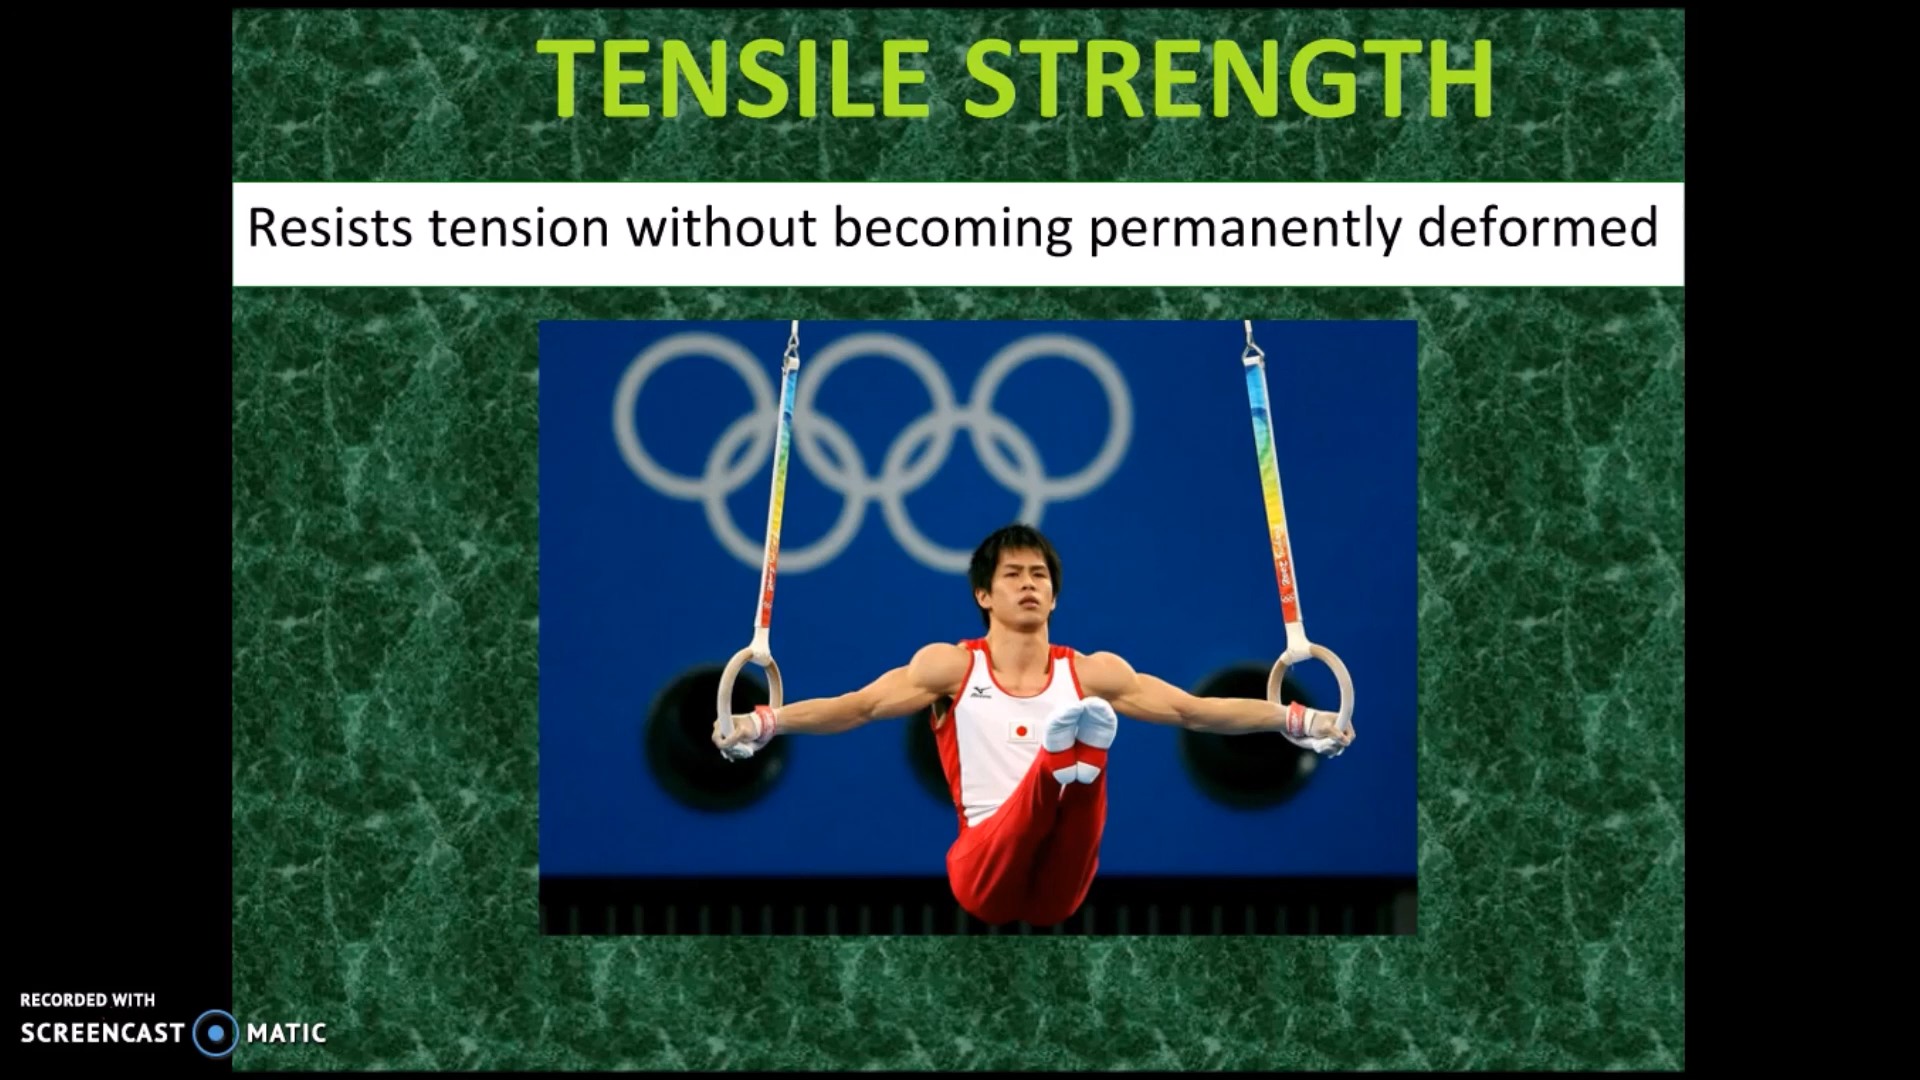 TENSILE STRENGTH
Resists tension without becoming permanently deformed
RECORDED WITH
SCREENCAST MATIC